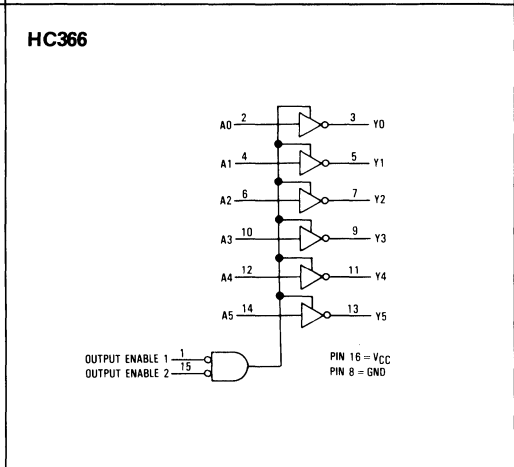 HC366
A0 2 3 Y0
A1 4 5 Y1
A2 6 7 Y2
A3 10 9 Y3
A4 12 11 Y4
A5 14 13 Y5
OUTPUT ENABLE 1 1
OUTPUT ENABLE 2 15
PIN 16 = VCC
PIN 8 = GND